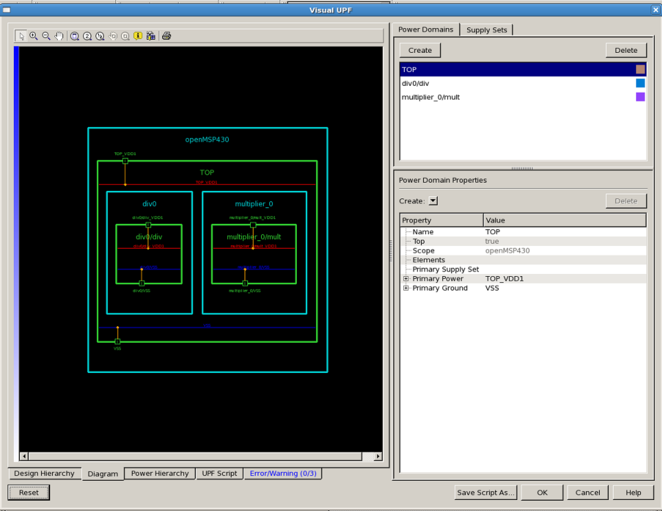 Visual UPF
Power Domains
Supply Sets
Create
Delete
TOP
div0/div
multiplier_0/mult
openMSP430
TOP_VDD1
TOP
div0
multiplier_0
div0/div
multiplier_0/mult
VSS
Power Domain Properties
Create:
Delete
Property Value
Name TOP
Top true
Scope openMSP430
Elements
Primary Supply Set
Primary Power TOP_VDD1
Primary Ground VSS
Design Hierarchy
Diagram
Power Hierarchy
UPF Script
Error/Warning (0/3)
Reset
Save Script As...
OK
Cancel
Help